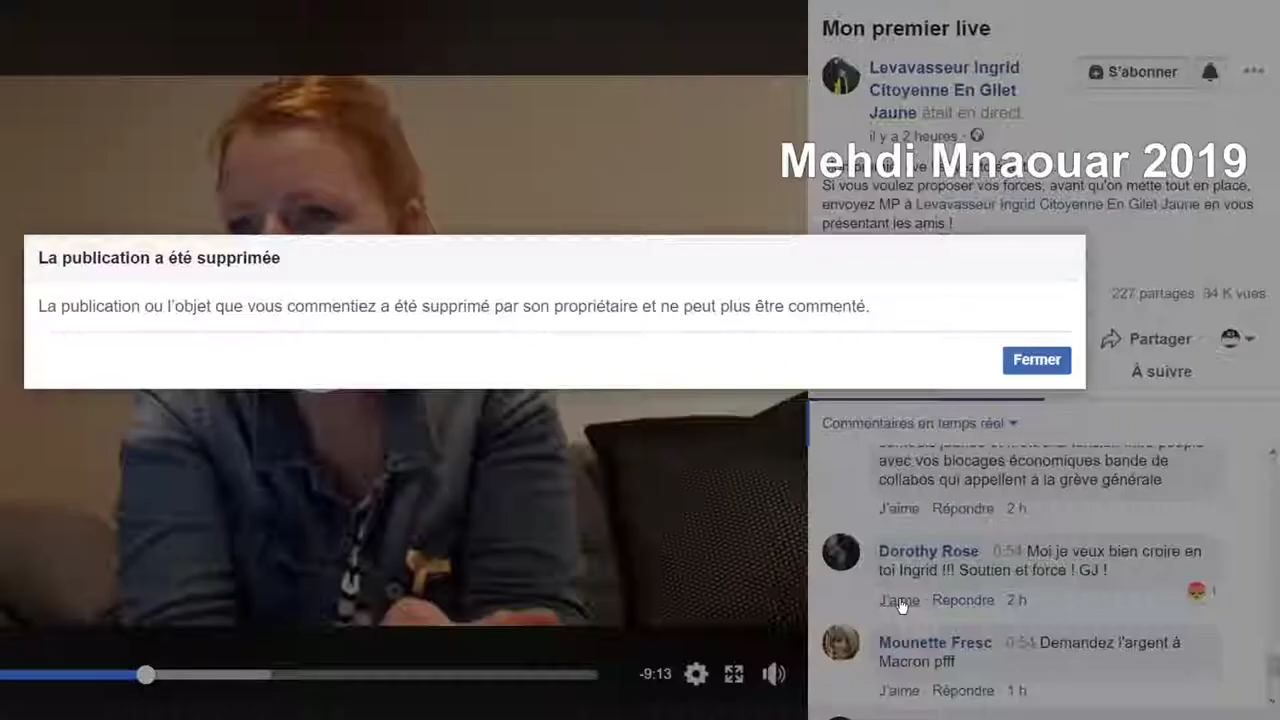 Mon premier live
Levavasseur Ingrid
Citoyenne En Gilet
Jaune était en direct.
S'abonner
il y a 2 heures ·
Mehdi Mnaouar 2019
Si vous voulez proposer vos forces, avant qu'on mette tout en place,
envoyez MP à Levavasseur Ingrid Citoyenne En Gilet Jaune en vous
présentant les amis !
La publication a été supprimée
La publication ou l'objet que vous commentiez a été supprimé par son propriétaire et ne peut plus être commenté.
Fermer
227 partages 34 K vues
Partager
À suivre
Commentaires en temps réel
avec vos blocages économiques bande de
collabos qui appellent a la grève générale
J'aime · Répondre · 2 h
Dorothy Rose 0:54 Moi je veux bien croire en
toi Ingrid !!! Soutien et force ! GJ !
1
J'aime · Répondre · 2 h
Mounette Fresc 0:54 Demandez l'argent à
Macron pfff
J'aime · Répondre · 1 h
-9:13